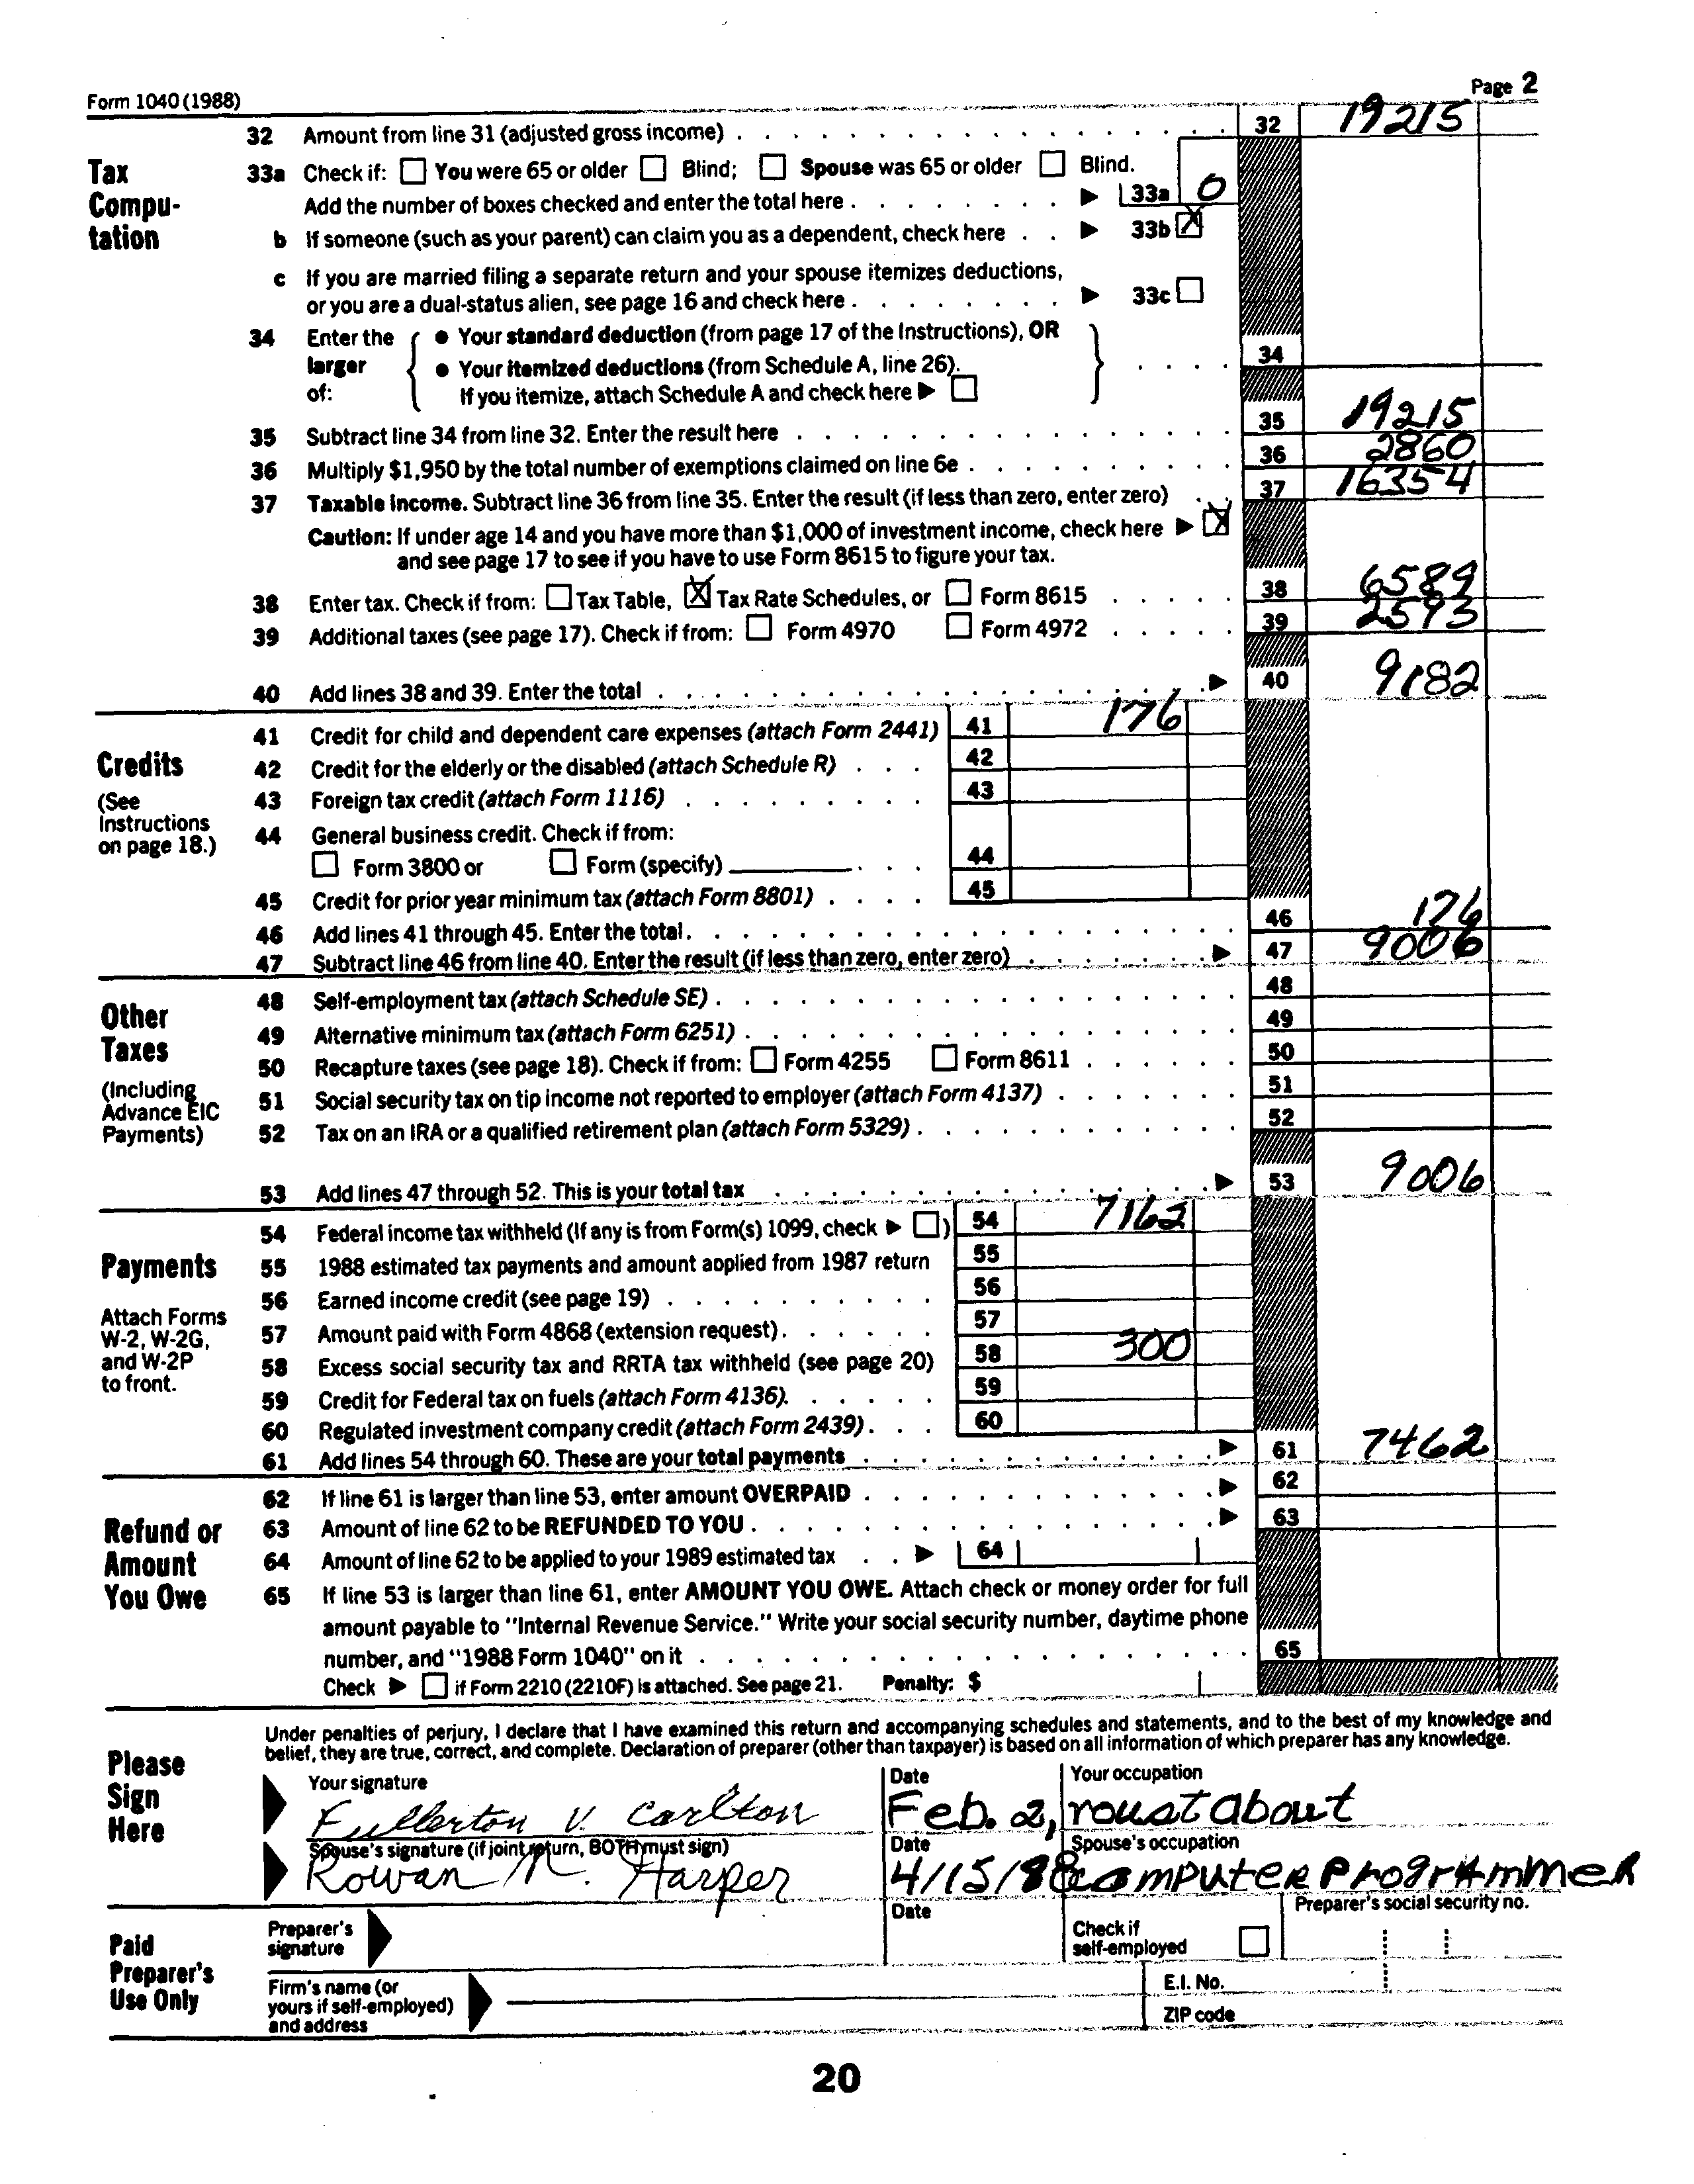 Form 1040 (1988) Page 2
Tax Compu-tation
32 Amount from line 31 (adjusted gross income) . . . 32 19215
33a Check if: ☐ You were 65 or older ☐ Blind; ☐ Spouse was 65 or older ☐ Blind.
Add the number of boxes checked and enter the total here . . . ▶ 33a 0
b If someone (such as your parent) can claim you as a dependent, check here . . ▶ 33b ☒
c If you are married filing a separate return and your spouse itemizes deductions,
or you are a dual-status alien, see page 16 and check here . . . ▶ 33c ☐
34 Enter the larger of: { ● Your standard deduction (from page 17 of the Instructions), OR
● Your itemized deductions (from Schedule A, line 26).
If you itemize, attach Schedule A and check here ▶ ☐ } . . . . 34
35 Subtract line 34 from line 32. Enter the result here . . . 35 19215
36 Multiply $1,950 by the total number of exemptions claimed on line 6e . . . 36 2860
37 Taxable income. Subtract line 36 from line 35. Enter the result (if less than zero, enter zero) . . 37 16354
Caution: If under age 14 and you have more than $1,000 of investment income, check here ▶ ☒
and see page 17 to see if you have to use Form 8615 to figure your tax.
38 Enter tax. Check if from: ☐ Tax Table, ☒ Tax Rate Schedules, or ☐ Form 8615 . . . 38 6589
39 Additional taxes (see page 17). Check if from: ☐ Form 4970 ☐ Form 4972 . . . 39 2593
40 Add lines 38 and 39. Enter the total . . . ▶ 40 9182
Credits
(See Instructions on page 18.)
41 Credit for child and dependent care expenses (attach Form 2441) 41 176
42 Credit for the elderly or the disabled (attach Schedule R) . . . 42
43 Foreign tax credit (attach Form 1116) . . . 43
44 General business credit. Check if from:
☐ Form 3800 or ☐ Form (specify) . . . 44
45 Credit for prior year minimum tax (attach Form 8801) . . . . 45
46 Add lines 41 through 45. Enter the total. . . . 46 176
47 Subtract line 46 from line 40. Enter the result (if less than zero, enter zero) . . . ▶ 47 9006
Other Taxes
(Including Advance EIC Payments)
48 Self-employment tax (attach Schedule SE) . . . 48
49 Alternative minimum tax (attach Form 6251) . . . 49
50 Recapture taxes (see page 18). Check if from: ☐ Form 4255 ☐ Form 8611 . . . 50
51 Social security tax on tip income not reported to employer (attach Form 4137) . . . 51
52 Tax on an IRA or a qualified retirement plan (attach Form 5329) . . . 52
53 Add lines 47 through 52. This is your total tax . . . ▶ 53 9006
Payments
Attach Forms W-2, W-2G, and W-2P to front.
54 Federal income tax withheld (If any is from Form(s) 1099, check ▶ ☐) 54 7162
55 1988 estimated tax payments and amount applied from 1987 return 55
56 Earned income credit (see page 19) . . . 56
57 Amount paid with Form 4868 (extension request) . . . 57
58 Excess social security tax and RRTA tax withheld (see page 20) 58 300
59 Credit for Federal tax on fuels (attach Form 4136). . . . 59
60 Regulated investment company credit (attach Form 2439) . . . 60
61 Add lines 54 through 60. These are your total payments . . . ▶ 61 7462
Refund or Amount You Owe
62 If line 61 is larger than line 53, enter amount OVERPAID . . . ▶ 62
63 Amount of line 62 to be REFUNDED TO YOU . . . ▶ 63
64 Amount of line 62 to be applied to your 1989 estimated tax . . ▶ 64
65 If line 53 is larger than line 61, enter AMOUNT YOU OWE. Attach check or money order for full
amount payable to "Internal Revenue Service." Write your social security number, daytime phone
number, and "1988 Form 1040" on it . . . 65
Check ▶ ☐ if Form 2210 (2210F) is attached. See page 21. Penalty: $
Please Sign Here
Under penalties of perjury, I declare that I have examined this return and accompanying schedules and statements, and to the best of my knowledge and
belief, they are true, correct, and complete. Declaration of preparer (other than taxpayer) is based on all information of which preparer has any knowledge.
Your signature Date Your occupation
Fullerton V. Carlton Feb. 2, roustabout
Spouse's signature (if joint return, BOTH must sign) Date Spouse's occupation
Rowan N. Harper 4/15/88 computer programmer
Paid Preparer's Use Only
Preparer's signature Date Check if self-employed ☐ Preparer's social security no.
Firm's name (or yours if self-employed) and address E.I. No.
ZIP code
20